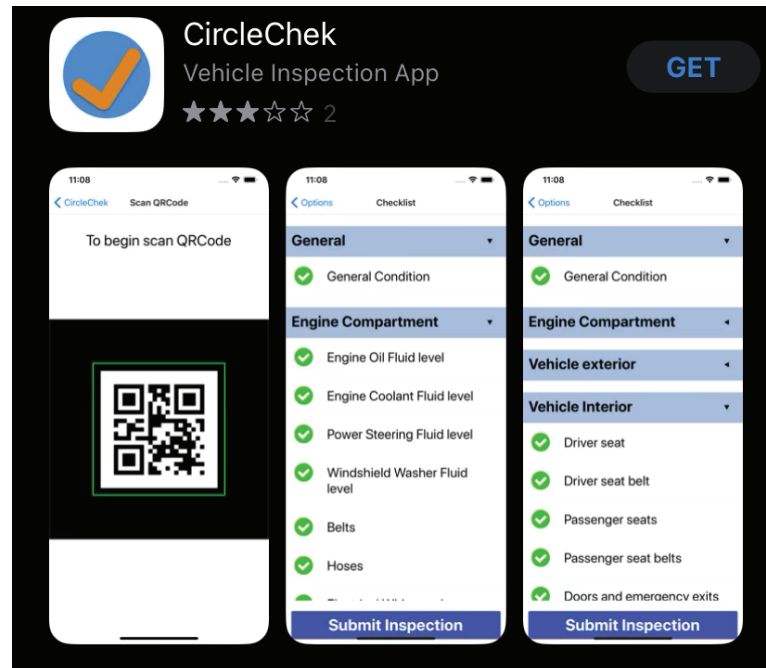 CircleChek
Vehicle Inspection App
GET
2
11:08
CircleChek
Scan QRCode
To begin scan QRCode
11:08
Options
Checklist
General
General Condition
Engine Compartment
Engine Oil Fluid level
Engine Coolant Fluid level
Power Steering Fluid level
Windshield Washer Fluid
level
Belts
Hoses
Submit Inspection
11:08
Options
Checklist
General
General Condition
Engine Compartment
Vehicle exterior
Vehicle Interior
Driver seat
Driver seat belt
Passenger seats
Passenger seat belts
Doors and emergency exits
Submit Inspection